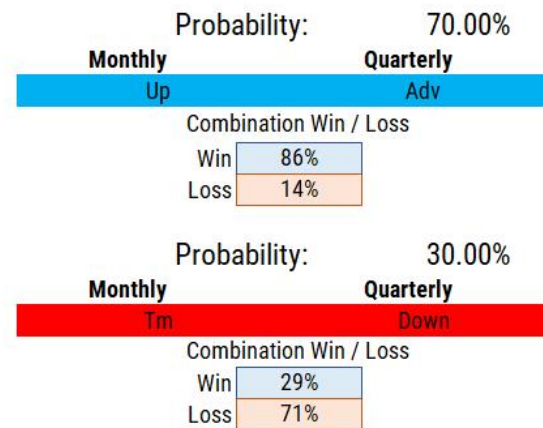 Probability: 70.00%
Monthly Quarterly
Up Adv
Combination Win / Loss
Win 86%
Loss 14%
Probability: 30.00%
Monthly Quarterly
Tm Down
Combination Win / Loss
Win 29%
Loss 71%